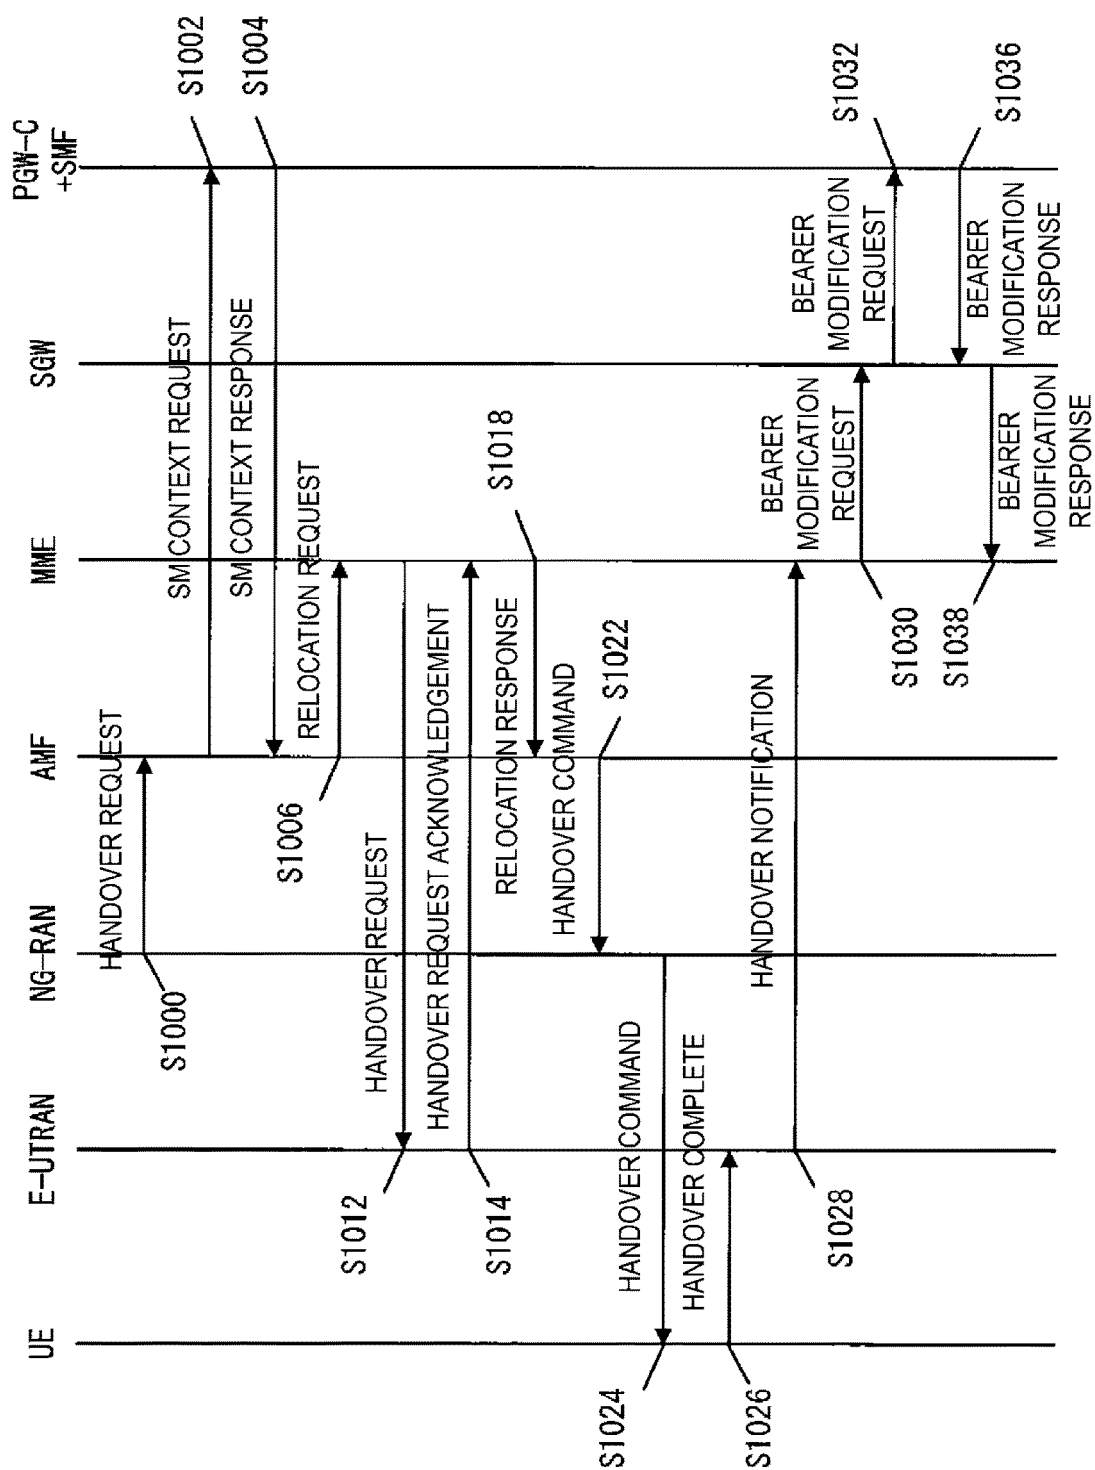 UE
E-UTRAN
NG-RAN
AMF
MME
SGW
PGW-C
+SMF
HANDOVER REQUEST
S1000
SM CONTEXT REQUEST
S1002
SM CONTEXT RESPONSE
S1004
RELOCATION REQUEST
S1006
HANDOVER REQUEST
S1012
HANDOVER REQUEST ACKNOWLEDGEMENT
S1014
RELOCATION RESPONSE
S1018
HANDOVER COMMAND
S1022
HANDOVER COMMAND
S1024
HANDOVER COMPLETE
S1026
HANDOVER NOTIFICATION
S1028
BEARER
MODIFICATION
REQUEST
S1030
BEARER
MODIFICATION
REQUEST
S1032
BEARER
MODIFICATION
RESPONSE
S1036
BEARER
MODIFICATION
RESPONSE
S1038